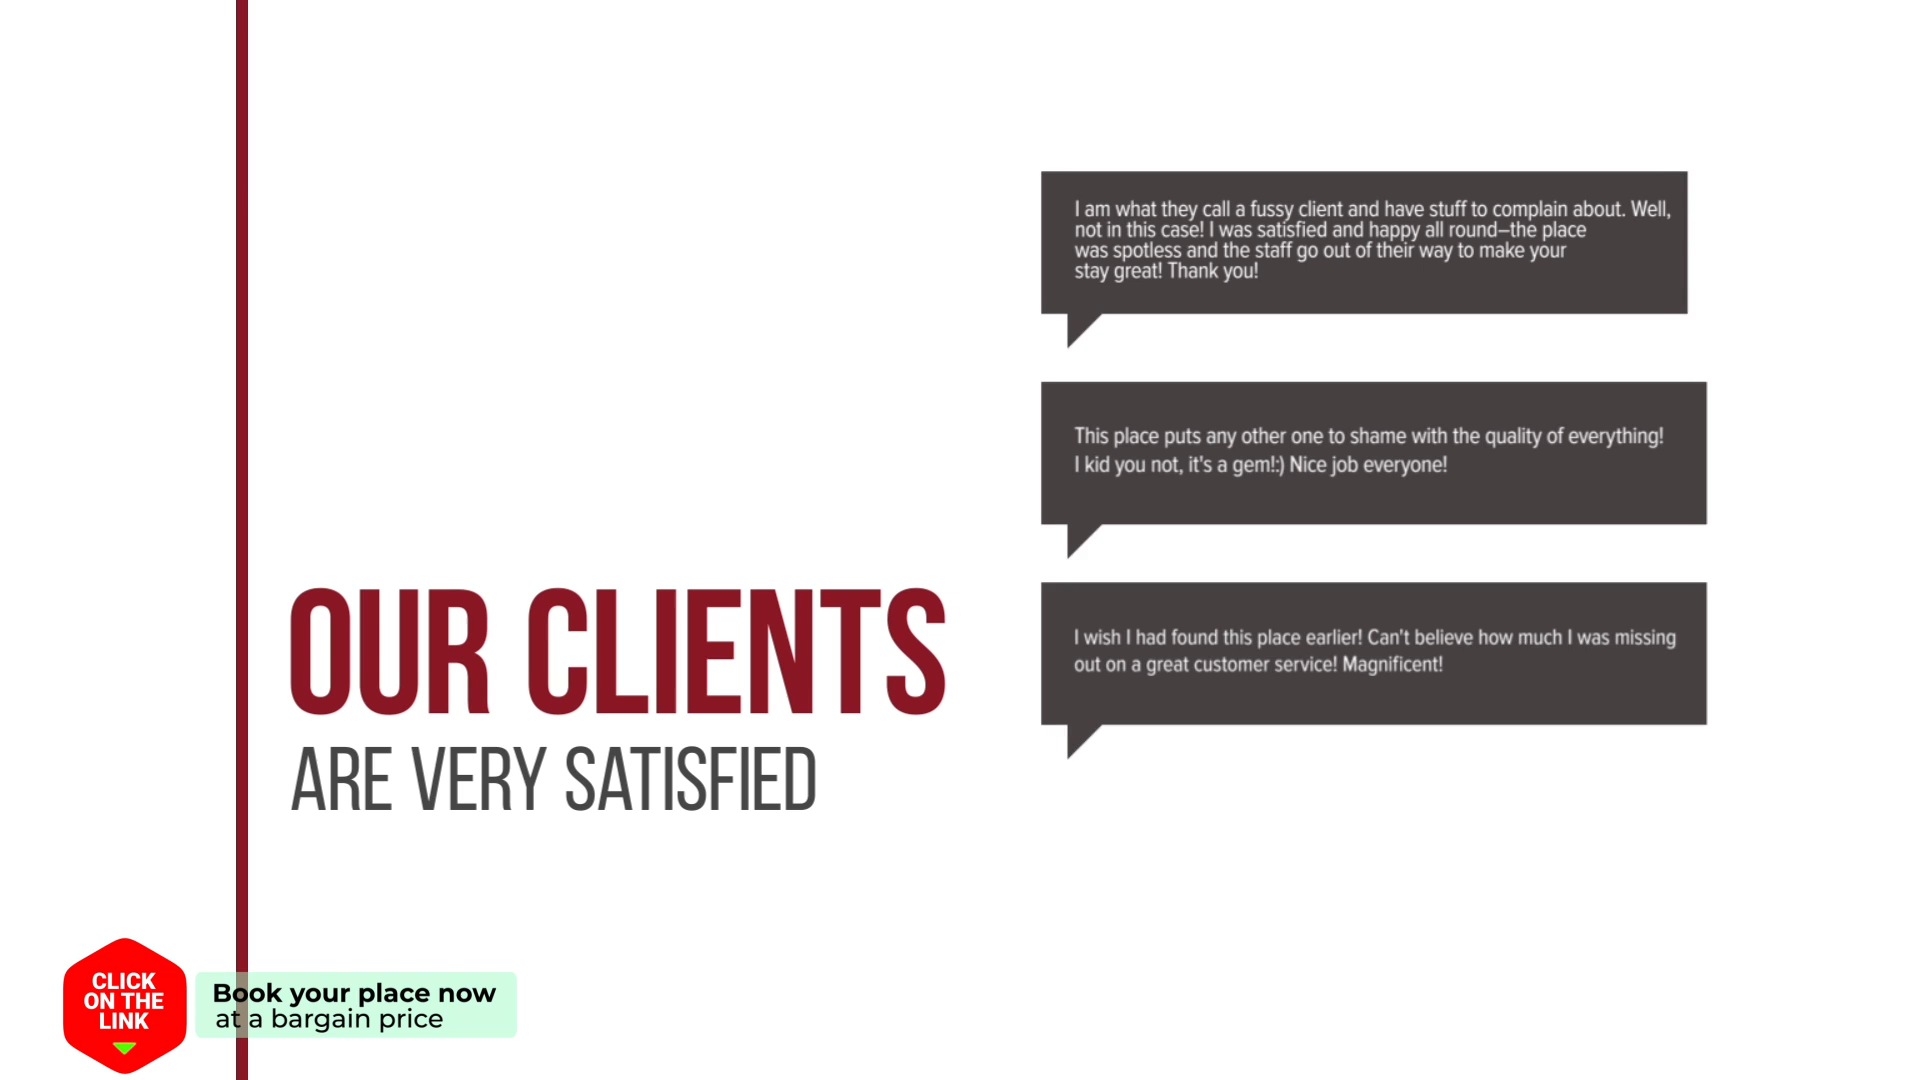 I am what they call a fussy client and have stuff to complain about. Well,
not in this case! I was satisfied and happy all round–the place
was spotless and the staff go out of their way to make your
stay great! Thank you!
This place puts any other one to shame with the quality of everything!
I kid you not, it's a gem!:) Nice job everyone!
I wish I had found this place earlier! Can't believe how much I was missing
out on a great customer service! Magnificent!
OUR CLIENTS
ARE VERY SATISFIED
CLICK
ON THE
LINK
Book your place now
at a bargain price